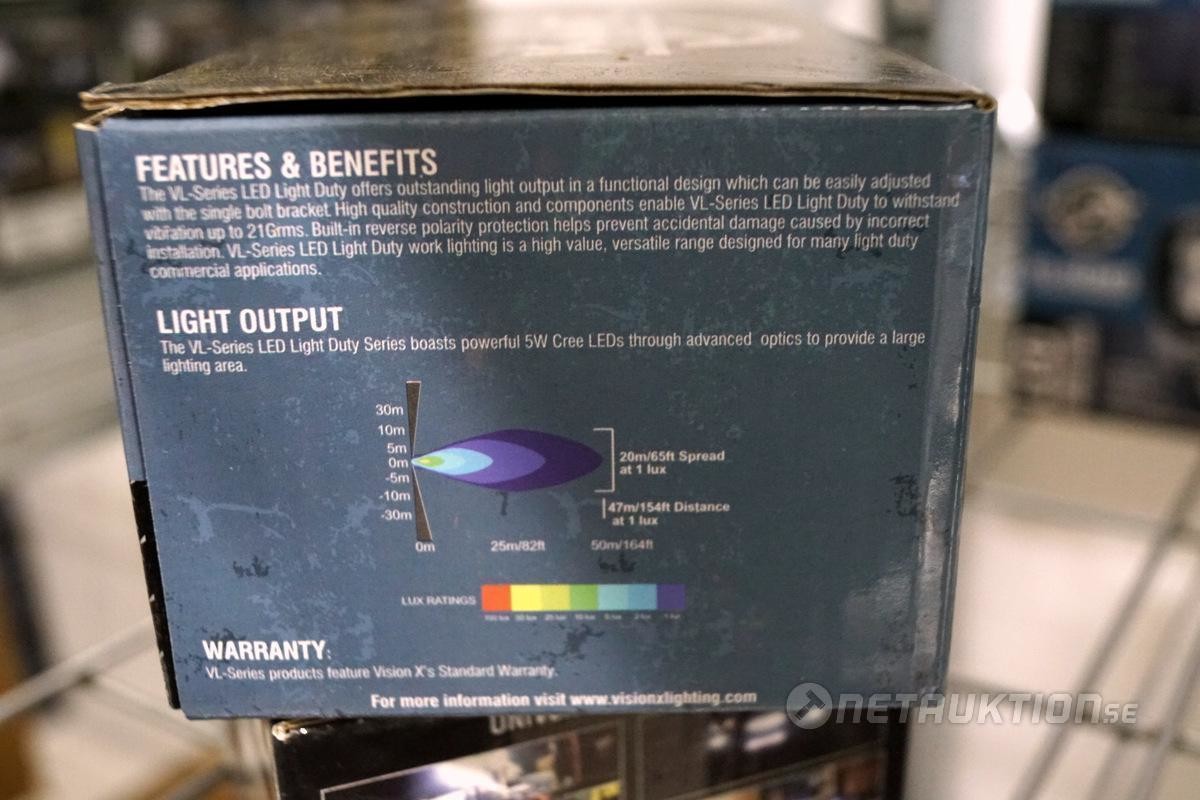 FEATURES & BENEFITS
The VL-Series LED Light Duty offers outstanding light output in a functional design which can be easily adjusted
with the single bolt bracket. High quality construction and components enable VL-Series LED Light Duty to withstand
vibration up to 21Grms. Built-in reverse polarity protection helps prevent accidental damage caused by incorrect
installation. VL-Series LED Light Duty work lighting is a high value, versatile range designed for many light duty
commercial applications.
LIGHT OUTPUT
The VL-Series LED Light Duty Series boasts powerful 5W Cree LEDs through advanced optics to provide a large
lighting area.
30m
10m
5m
0m
-5m
-10m
-30m
20m/65ft Spread
at 1 lux
47m/154ft Distance
at 1 lux
0m 25m/82ft 50m/164ft
LUX RATINGS
WARRANTY:
VL-Series products feature Vision X's Standard Warranty.
For more information visit www.visionxlighting.com
NETAUKTION.SE